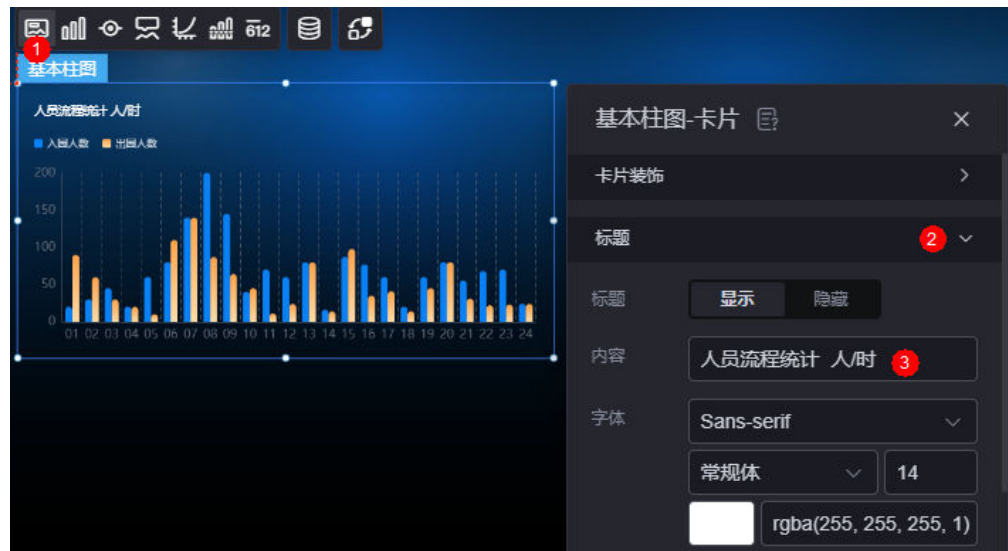 612
1
基本柱图
人员流程统计 人/时
入园人数 出园人数
200
150
100
50
0
01 02 03 04 05 06 07 08 09 10 11 12 13 14 15 16 17 18 19 20 21 22 23 24
基本柱图-卡片
卡片装饰
标题 2
标题 显示 隐藏
内容 人员流程统计 人/时 3
字体 Sans-serif
常规体 14
rgba(255, 255, 255, 1)